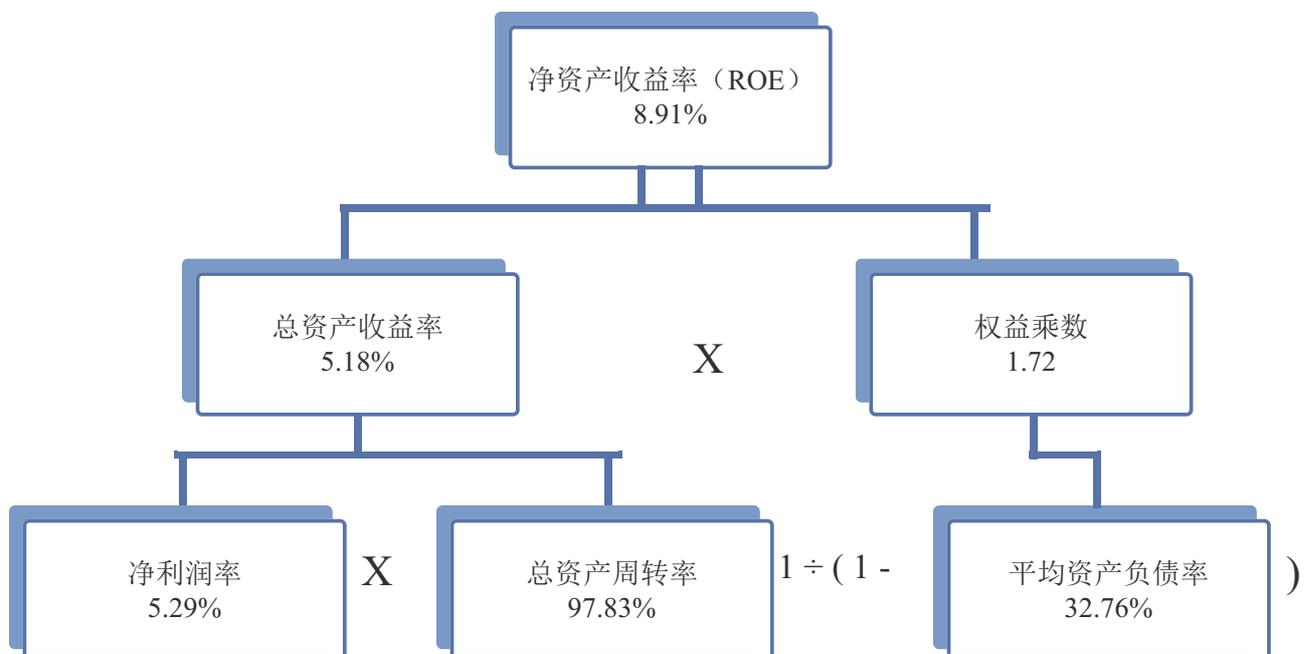 净资产收益率（ROE）
8.91%
总资产收益率
5.18%
X
权益乘数
1.72
净利润率
5.29%
X
总资产周转率
97.83%
1 ÷ ( 1 -
平均资产负债率
32.76%
)